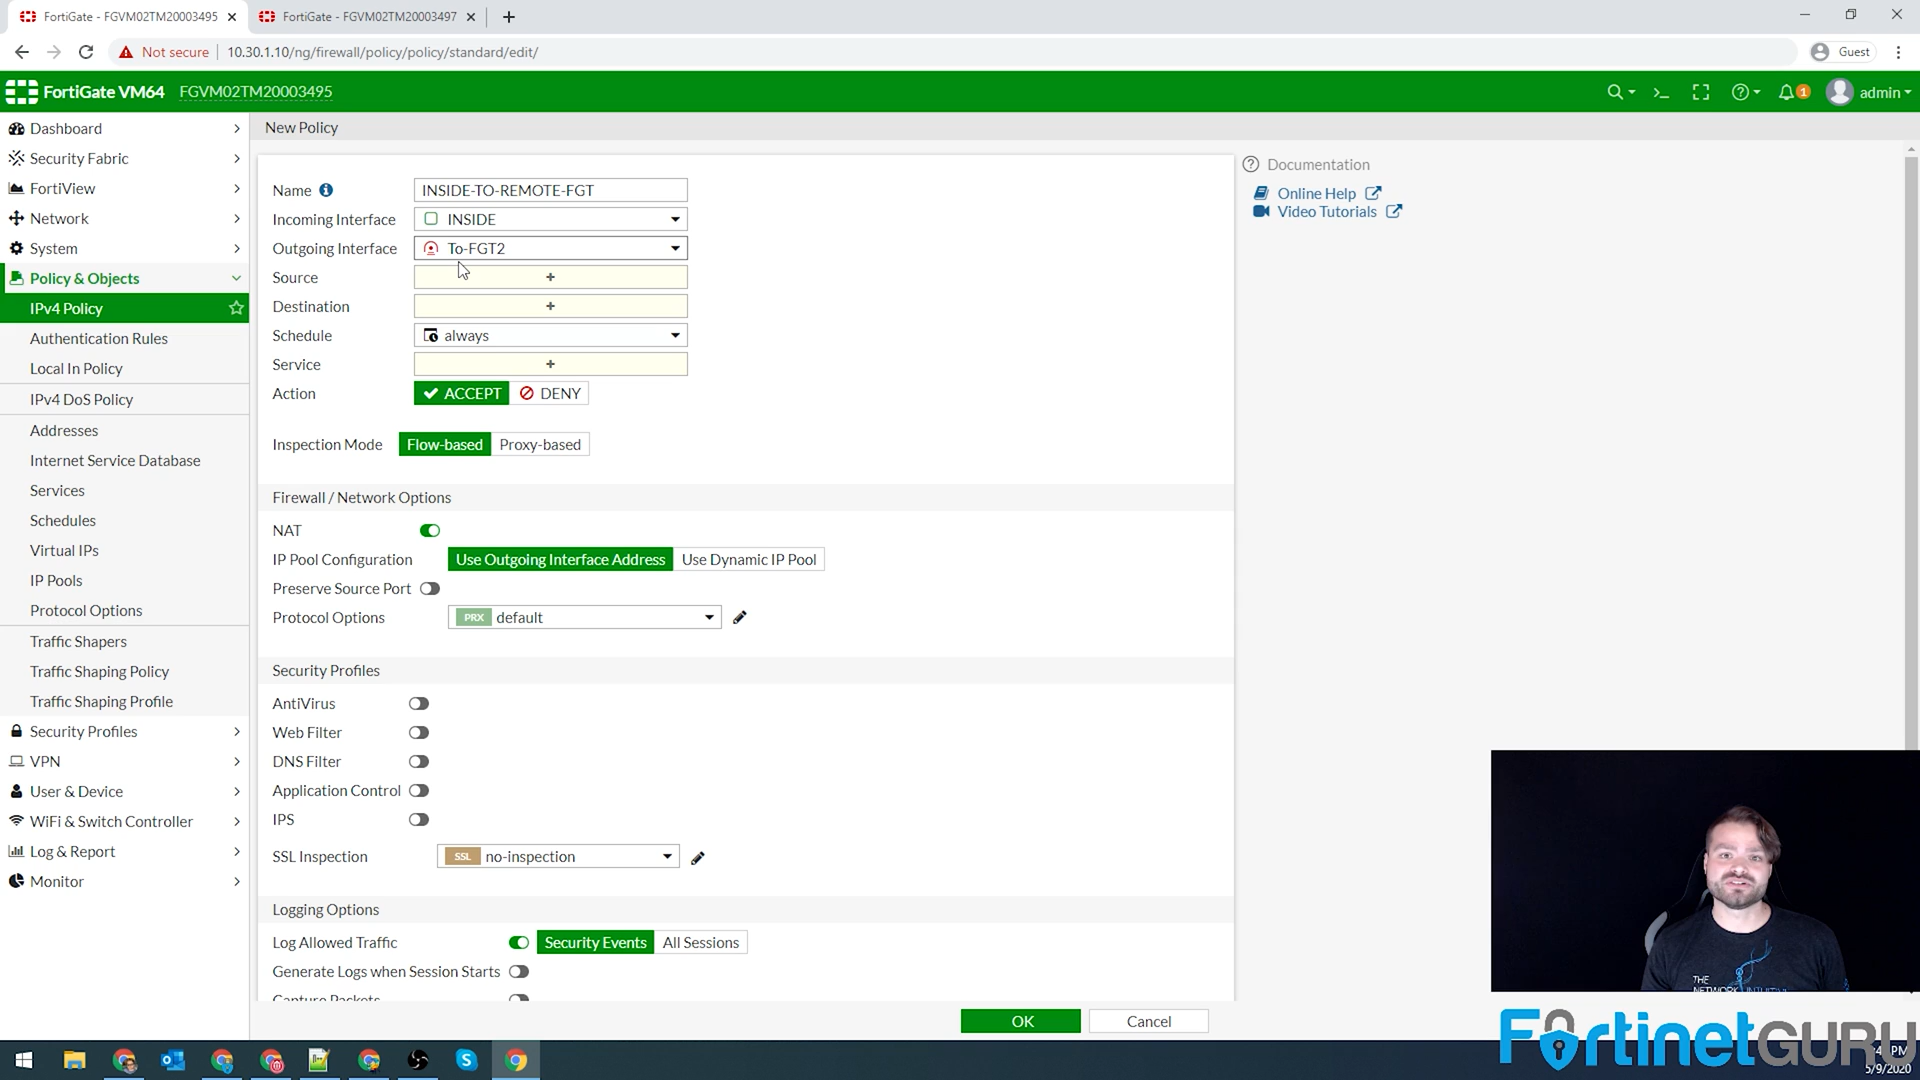 FortiGate - FGVM02TM20003495
FortiGate - FGVM02TM20003497
Not secure
10.30.1.10/ng/firewall/policy/policy/standard/edit/
Guest
FortiGate VM64
FGVM02TM20003495
1
admin
Dashboard
Security Fabric
FortiView
Network
System
Policy & Objects
IPv4 Policy
Authentication Rules
Local In Policy
IPv4 DoS Policy
Addresses
Internet Service Database
Services
Schedules
Virtual IPs
IP Pools
Protocol Options
Traffic Shapers
Traffic Shaping Policy
Traffic Shaping Profile
Security Profiles
VPN
User & Device
WiFi & Switch Controller
Log & Report
Monitor
New Policy
Name INSIDE-TO-REMOTE-FGT
Incoming Interface INSIDE
Outgoing Interface To-FGT2
Source +
Destination +
Schedule always
Service +
Action ACCEPT DENY
Inspection Mode Flow-based Proxy-based
Firewall / Network Options
NAT
IP Pool Configuration Use Outgoing Interface Address Use Dynamic IP Pool
Preserve Source Port
Protocol Options PRX default
Security Profiles
AntiVirus
Web Filter
DNS Filter
Application Control
IPS
SSL Inspection SSL no-inspection
Logging Options
Log Allowed Traffic Security Events All Sessions
Generate Logs when Session Starts
Capture Packets
OK Cancel
Documentation
Online Help
Video Tutorials
THE
NETWORK
FortinetGURU
PM
5/9/2020